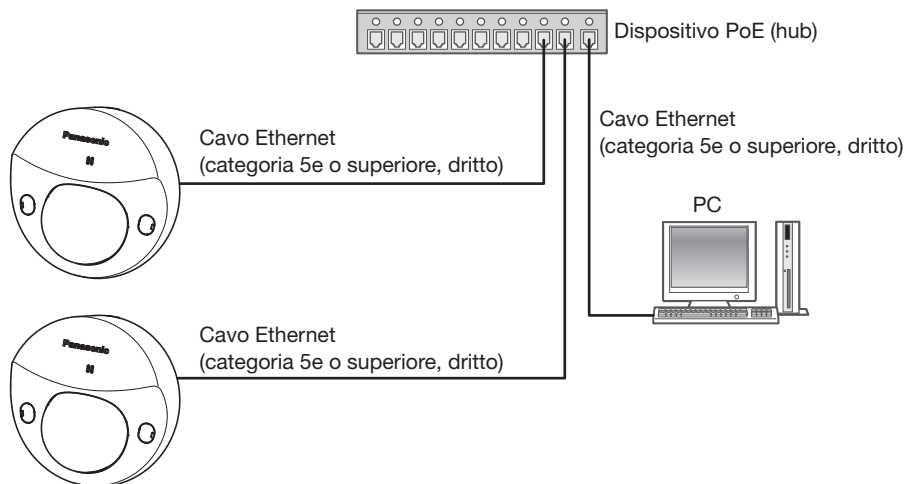 Dispositivo PoE (hub)
Cavo Ethernet
(categoria 5e o superiore, dritto)
Cavo Ethernet
(categoria 5e o superiore, dritto)
PC
Panasonic
Cavo Ethernet
(categoria 5e o superiore, dritto)
Panasonic